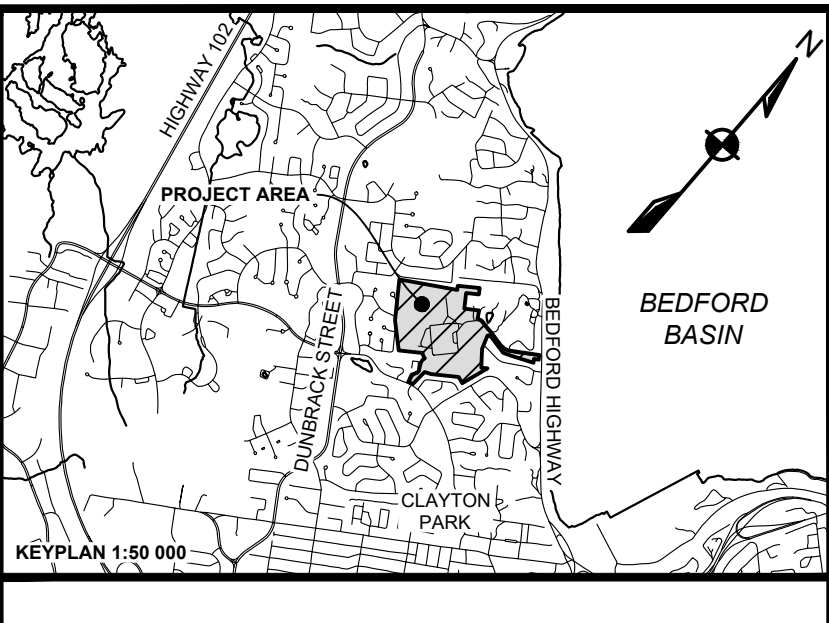 HIGHWAY 102
N
PROJECT AREA
BEDFORD
BASIN
DUNBRACK STREET
BEDFORD HIGHWAY
CLAYTON
PARK
KEYPLAN 1:50 000